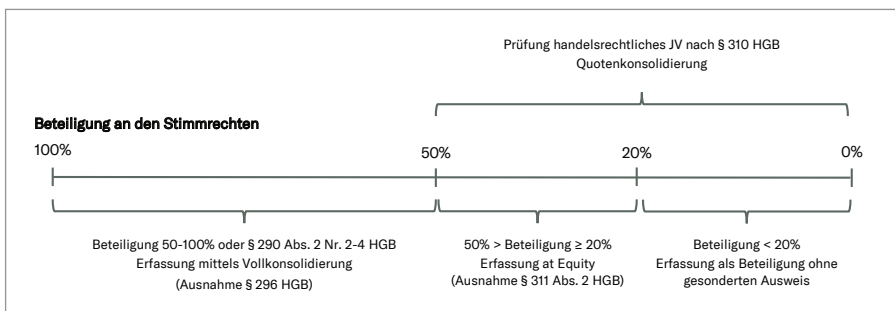 Prüfung handelsrechtliches JV nach § 310 HGB
Quotenkonsolidierung
Beteiligung an den Stimmrechten
100%
50%
20%
0%
Beteiligung 50-100% oder § 290 Abs. 2 Nr. 2-4 HGB
Erfassung mittels Vollkonsolidierung
(Ausnahme § 296 HGB)
50% > Beteiligung ≥ 20%
Erfassung at Equity
(Ausnahme § 311 Abs. 2 HGB)
Beteiligung < 20%
Erfassung als Beteiligung ohne
gesonderten Ausweis